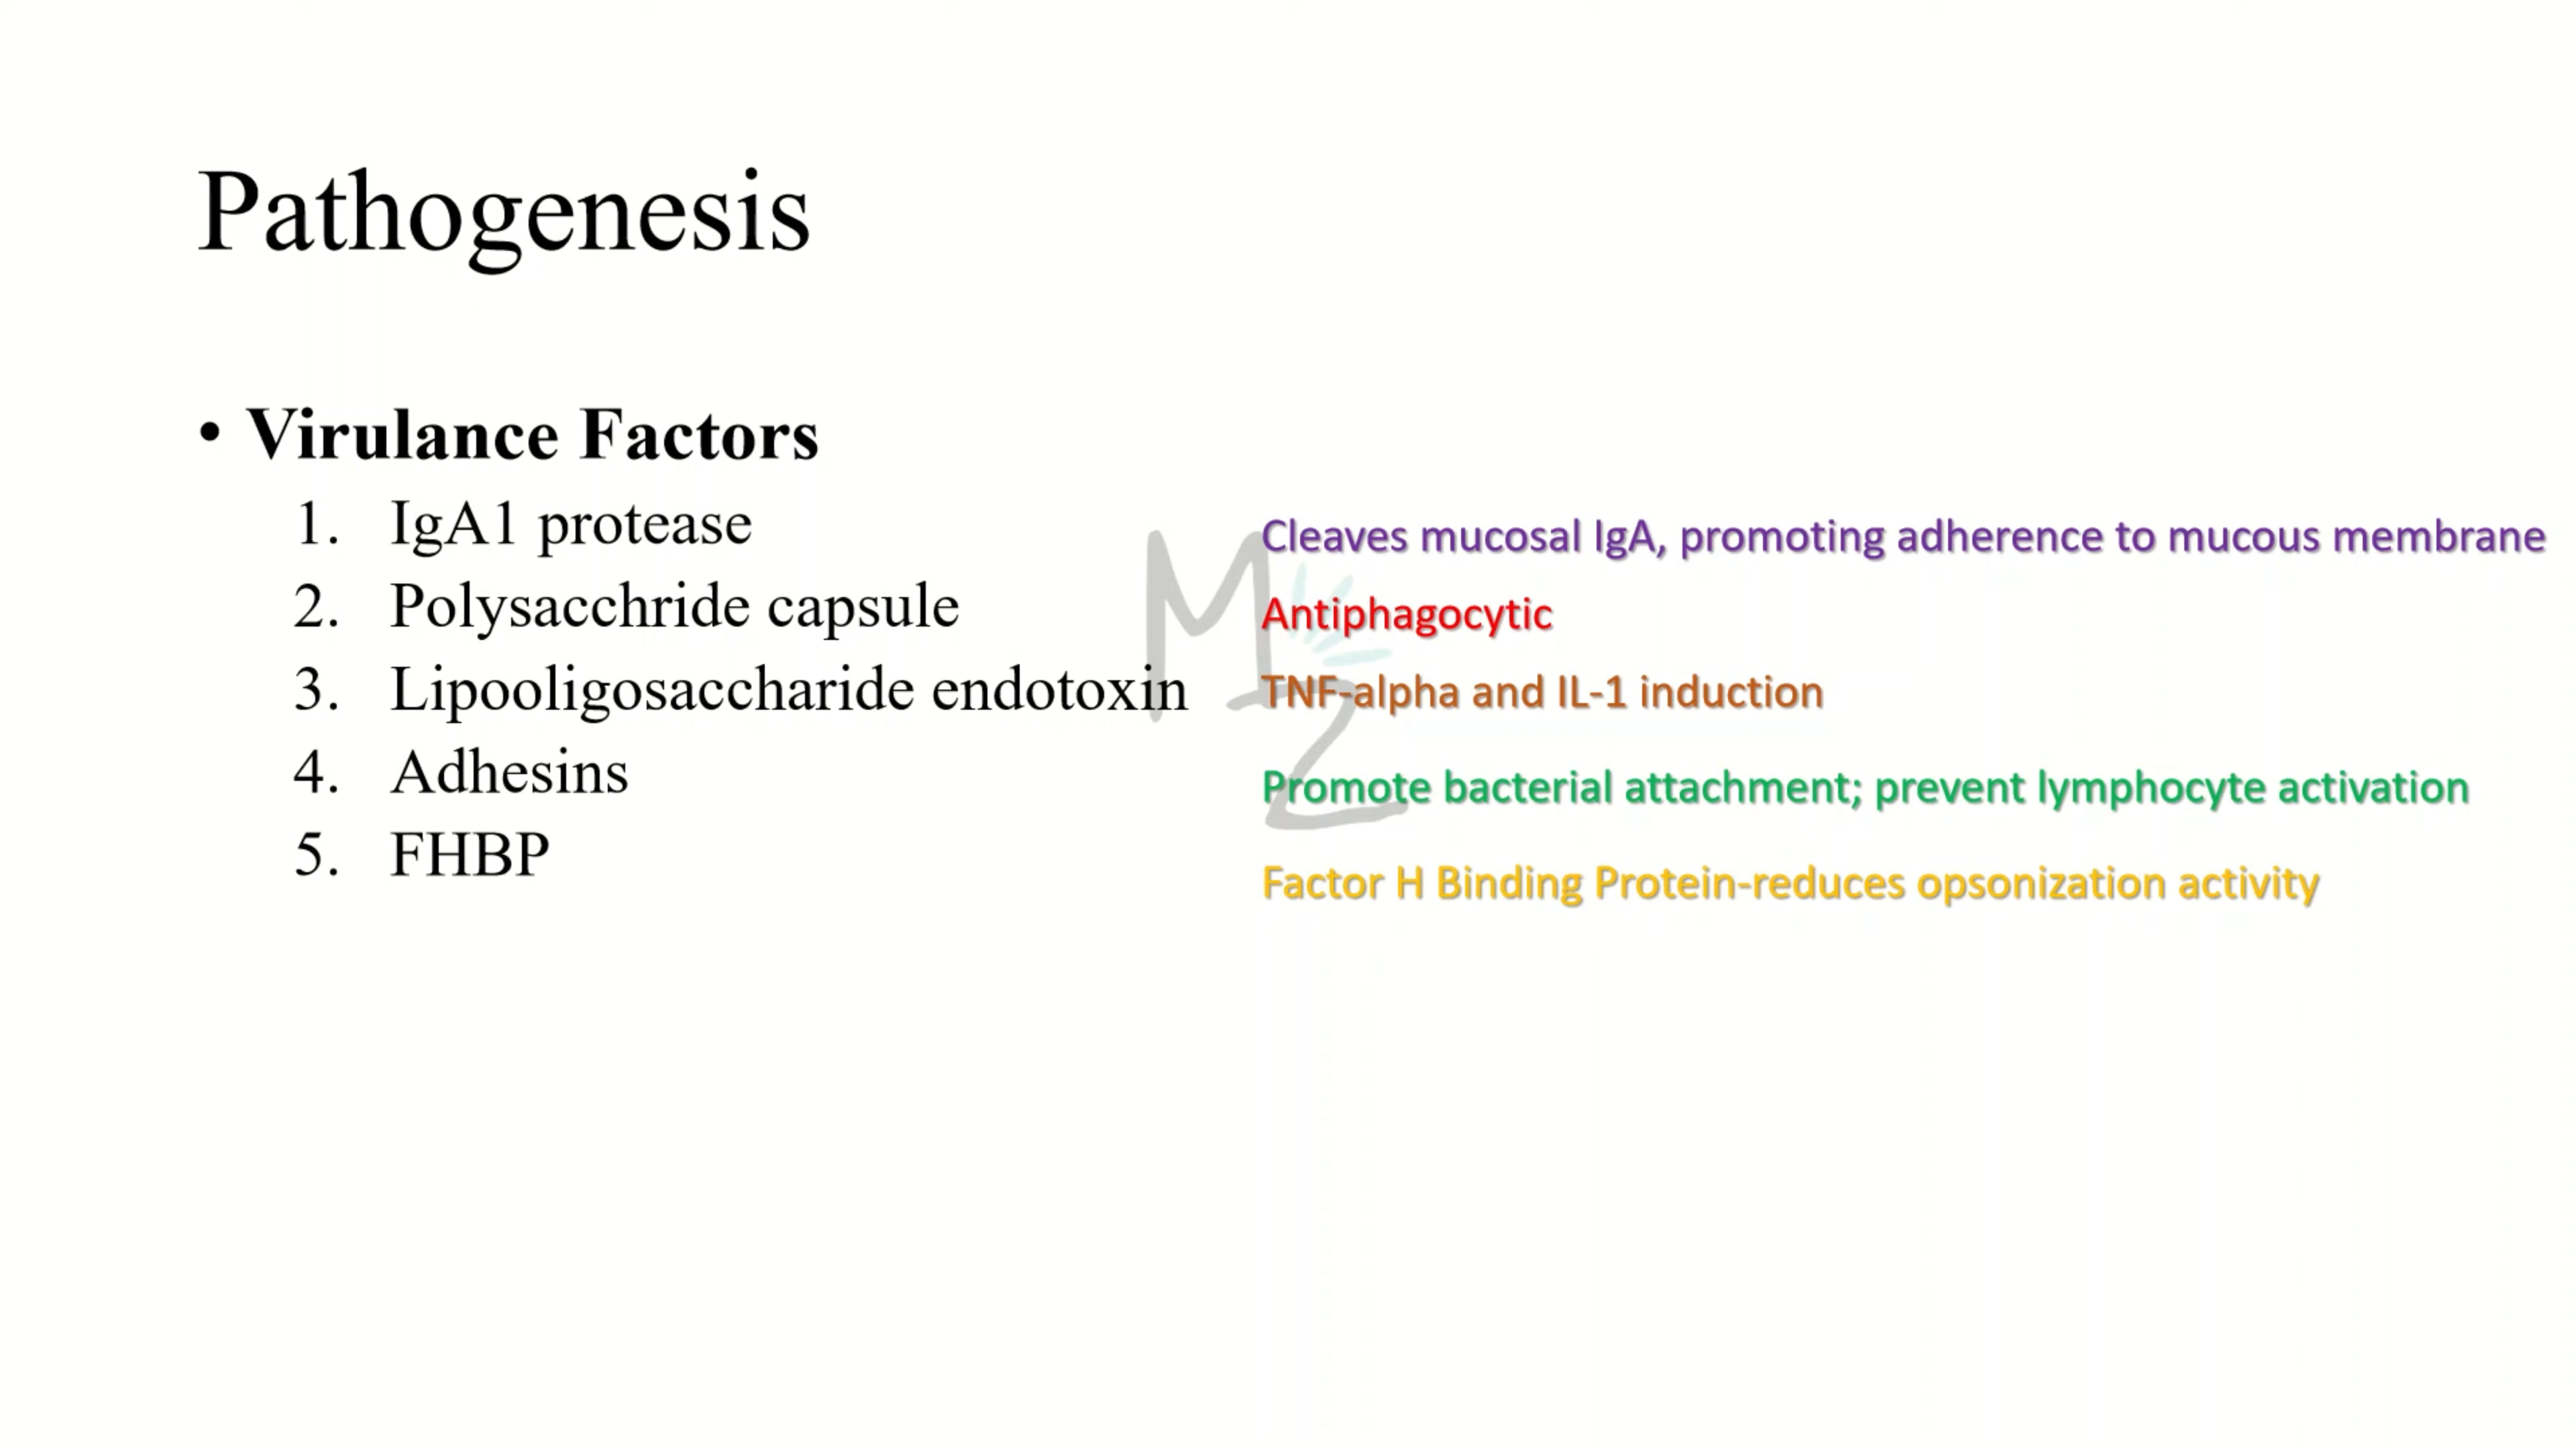 Pathogenesis
• Virulance Factors
1. IgA1 protease
Cleaves mucosal IgA, promoting adherence to mucous membrane
2. Polysacchride capsule
Antiphagocytic
3. Lipooligosaccharide endotoxin
TNF-alpha and IL-1 induction
4. Adhesins
Promote bacterial attachment; prevent lymphocyte activation
5. FHBP
Factor H Binding Protein-reduces opsonization activity
MZ